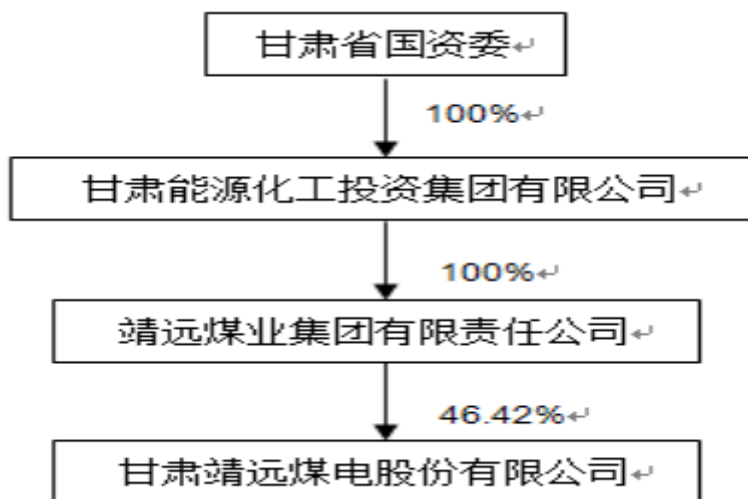 甘肃省国资委
100%
甘肃能源化工投资集团有限公司
100%
靖远煤业集团有限责任公司
46.42%
甘肃靖远煤电股份有限公司